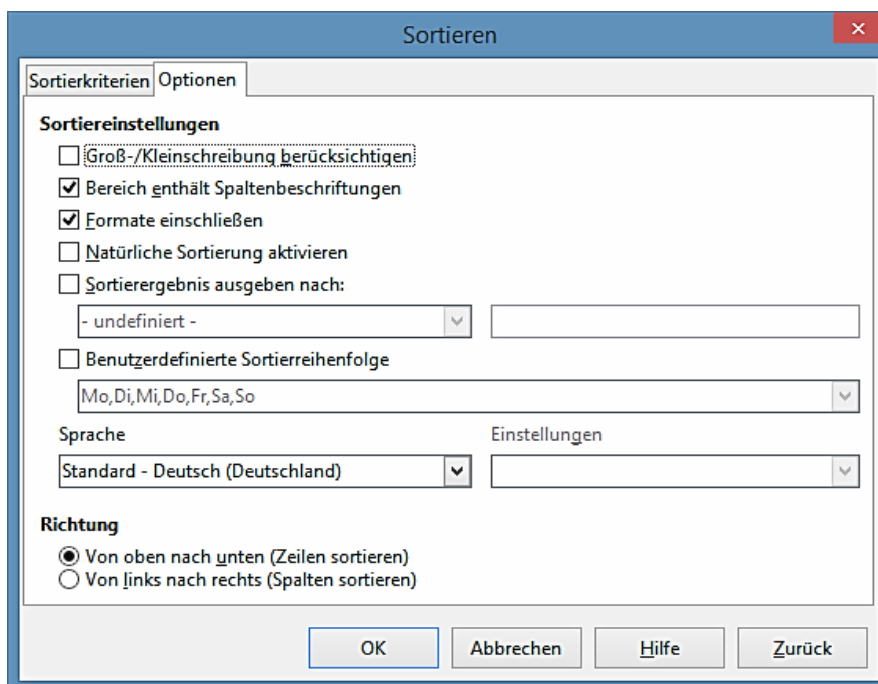 Sortieren
Sortierkriterien Optionen
Sortiereinstellungen
Groß-/Kleinschreibung berücksichtigen
Bereich enthält Spaltenbeschriftungen
Formate einschließen
Natürliche Sortierung aktivieren
Sortierergebnis ausgeben nach:
- undefiniert -
Benutzerdefinierte Sortierreihenfolge
Mo,Di,Mi,Do,Fr,Sa,So
Sprache Einstellungen
Standard - Deutsch (Deutschland)
Richtung
Von oben nach unten (Zeilen sortieren)
Von links nach rechts (Spalten sortieren)
OK Abbrechen Hilfe Zurück